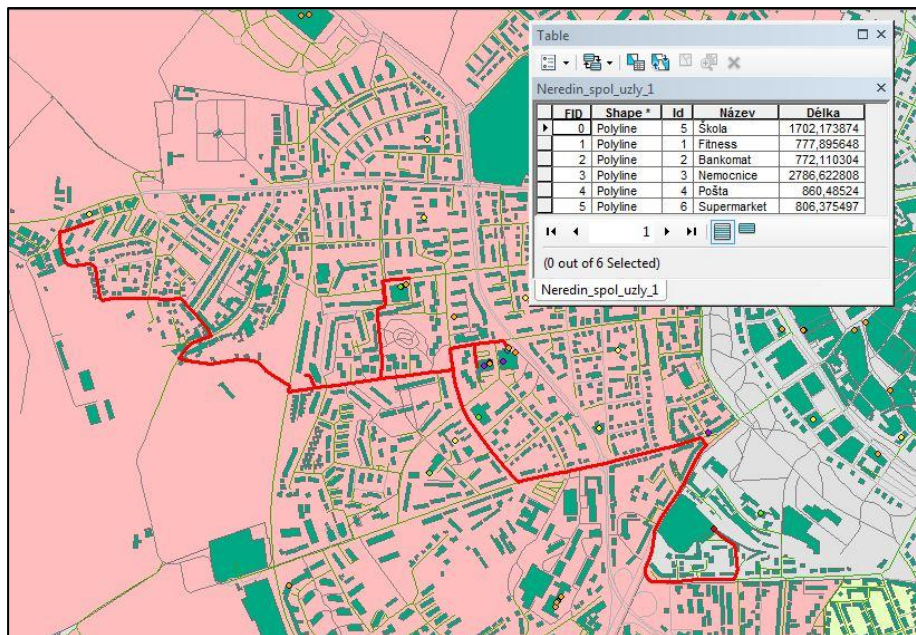 Table
Neredin_spol_uzly_1
FID Shape * Id Název Délka
0 Polyline 5 Škola 1702,173874
1 Polyline 1 Fitness 777,895648
2 Polyline 2 Bankomat 772,110304
3 Polyline 3 Nemocnice 2786,622808
4 Polyline 4 Pošta 860,48524
5 Polyline 6 Supermarket 806,375497
1
(0 out of 6 Selected)
Neredin_spol_uzly_1